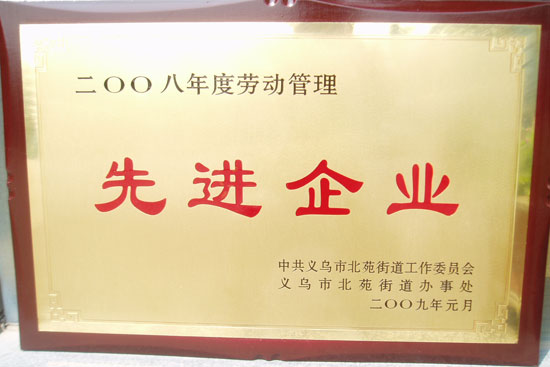 二〇〇八年度劳动管理
先进企业
中共义乌市北苑街道工作委员会
义乌市北苑街道办事处
二〇〇九年元月